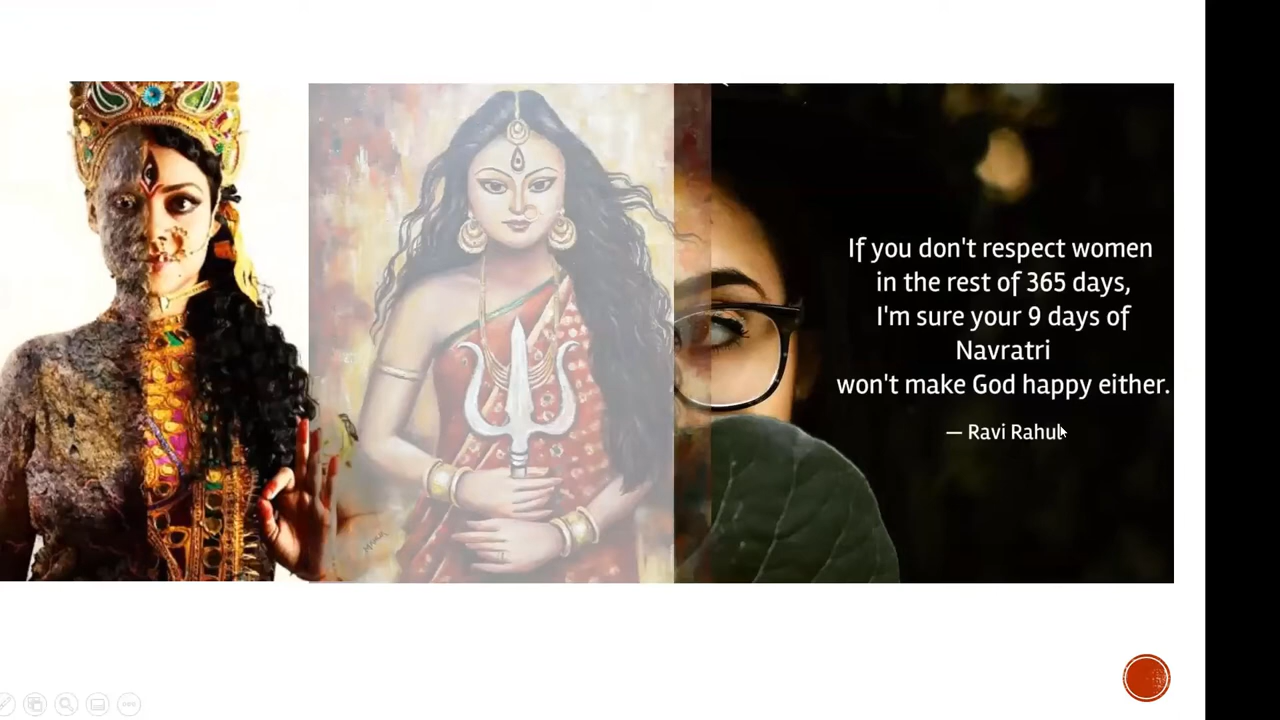 If you don't respect women
in the rest of 365 days,
I'm sure your 9 days of
Navratri
won't make God happy either.
— Ravi Rahul